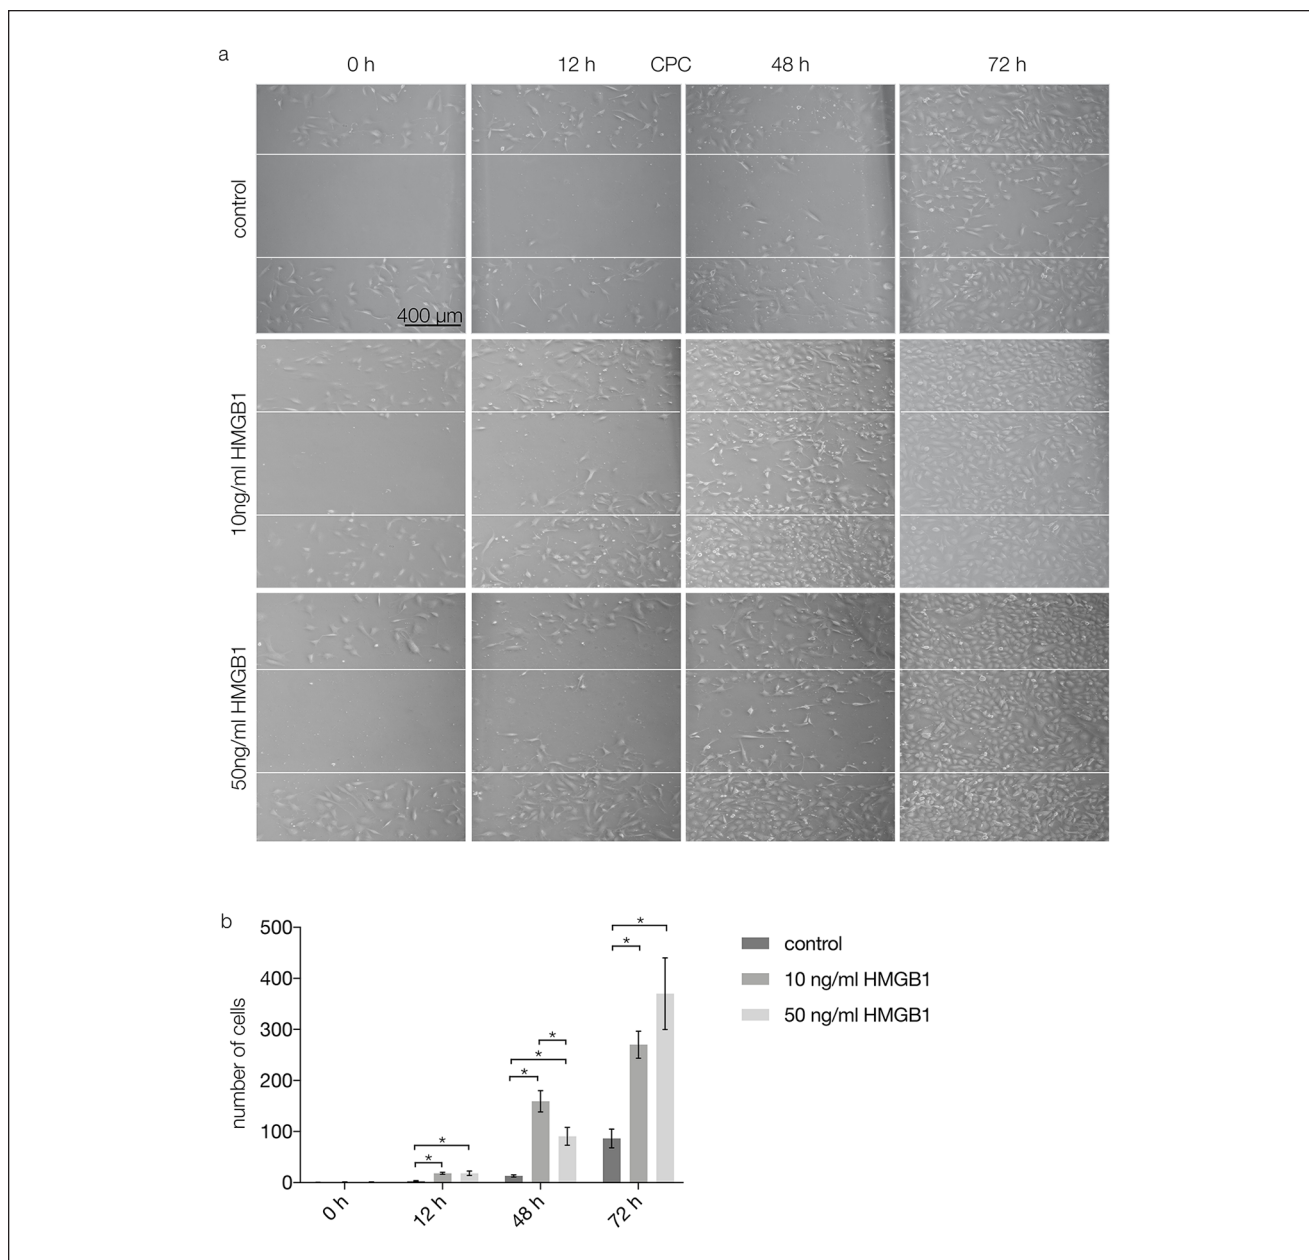 a
0 h 12 h CPC 48 h 72 h
control
400 µm
10ng/ml HMGB1
50ng/ml HMGB1
b
number of cells
500
400
300
200
100
0
* * * * * * *
0 h 12 h 48 h 72 h
control
10 ng/ml HMGB1
50 ng/ml HMGB1